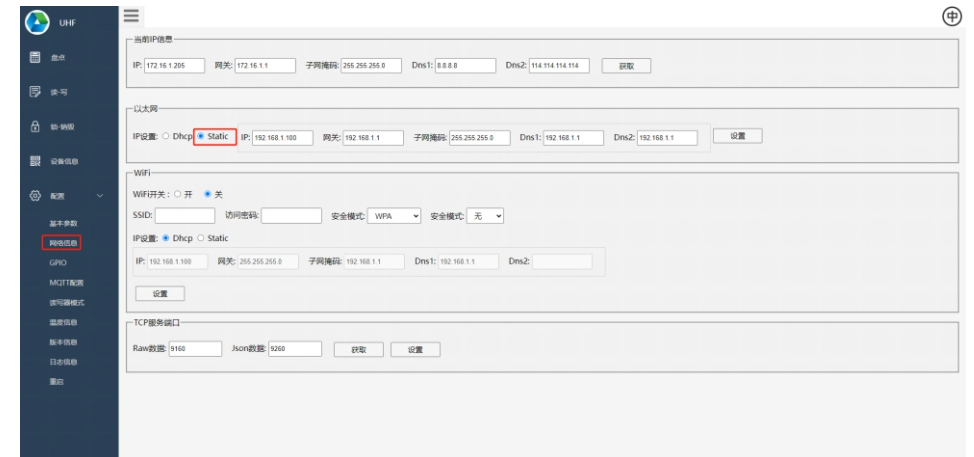 UHF
中
盘点
读-写
锁-销毁
设备信息
配置
基本参数
网络信息
GPIO
MQTT配置
读写器模式
温度信息
版本信息
日志信息
重启
当前IP信息
IP: 172.16.1.205 网关: 172.16.1.1 子网掩码: 255.255.255.0 Dns1: 8.8.8.8 Dns2: 114.114.114.114 获取
以太网
IP设置: Dhcp Static IP: 192.168.1.100 网关: 192.168.1.1 子网掩码: 255.255.255.0 Dns1: 192.168.1.1 Dns2: 192.168.1.1 设置
WiFi
WiFi开关: 开 关
SSID: 访问密码: 安全模式: WPA 安全模式: 无
IP设置: Dhcp Static
IP: 192.168.1.100 网关: 255.255.255.0 子网掩码: 192.168.1.1 Dns1: 192.168.1.1 Dns2:
设置
TCP服务端口
Raw数据: 9160 Json数据: 9260 获取 设置